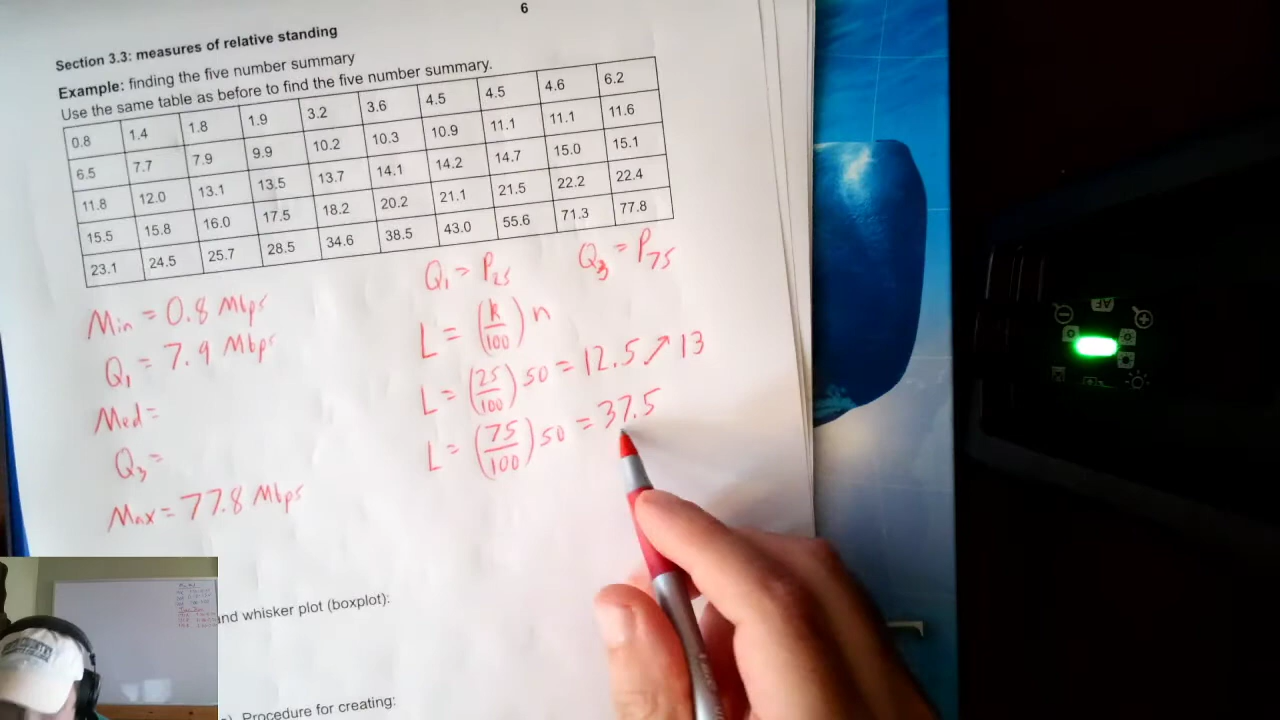 6
Section 3.3: measures of relative standing
Example: finding the five number summary
Use the same table as before to find the five number summary.
0.8 1.4 1.8 1.9 3.2 3.6 4.5 4.5 4.6 6.2
6.5 7.7 7.9 9.9 10.2 10.3 10.9 11.1 11.1 11.6
11.8 12.0 13.1 13.5 13.7 14.1 14.2 14.7 15.0 15.1
15.5 15.8 16.0 17.5 18.2 20.2 21.1 21.5 22.2 22.4
23.1 24.5 25.7 28.5 34.6 38.5 43.0 55.6 71.3 77.8
Min = 0.8 Mbps
Q₁ = 7.9 Mbps
Med =
Q₃ =
Max = 77.8 Mbps
Q₁ = P₂₅ Q₃ = P₇₅
L = (k/100) n
L = (25/100) 50 = 12.5 ↗ 13
L = (75/100) 50 = 37.5
and whisker plot (boxplot):
Procedure for creating:
AF